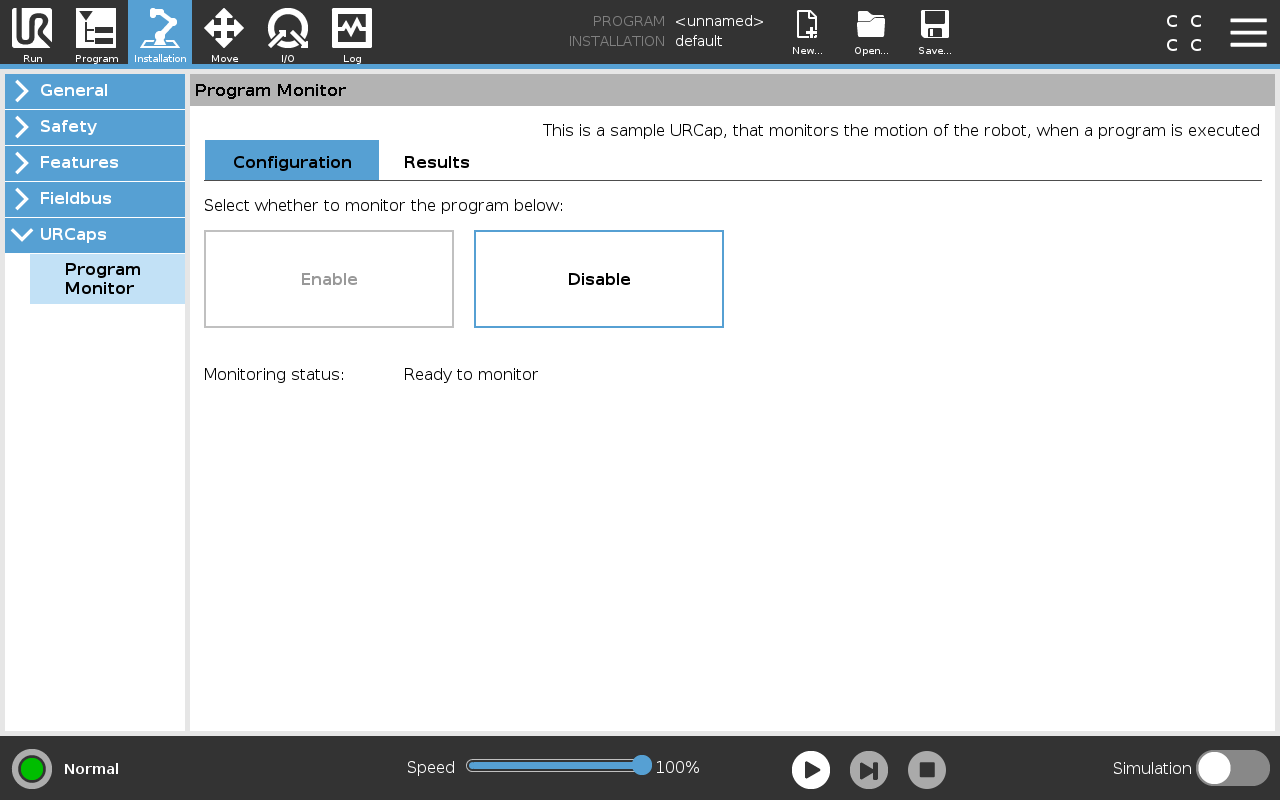 PROGRAM <unnamed>
INSTALLATION default
Run Program Installation Move I/O Log New... Open... Save...
C C
C C
General
Safety
Features
Fieldbus
URCaps
Program
Monitor
Program Monitor
This is a sample URCap, that monitors the motion of the robot, when a program is executed
Configuration Results
Select whether to monitor the program below:
Enable Disable
Monitoring status: Ready to monitor
Normal Speed 100% Simulation